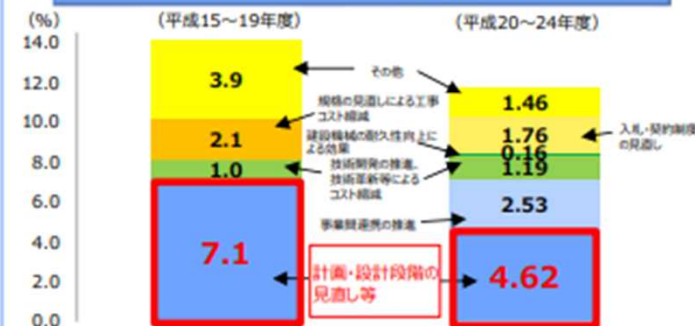 (%)
(平成15～19年度)
(平成20～24年度)
14.0
12.0
10.0
8.0
6.0
4.0
2.0
0.0
3.9
2.1
1.0
7.1
その他
規格の見直しによる工事
コスト縮減
建設機械の耐久性向上に
よる効果
技術開発の推進、
技術革新等による
コスト縮減
事業間連携の推進
計画・設計段階の
見直し等
1.46
1.76
0.16
1.19
2.53
4.62
入札・契約制度
の見直し